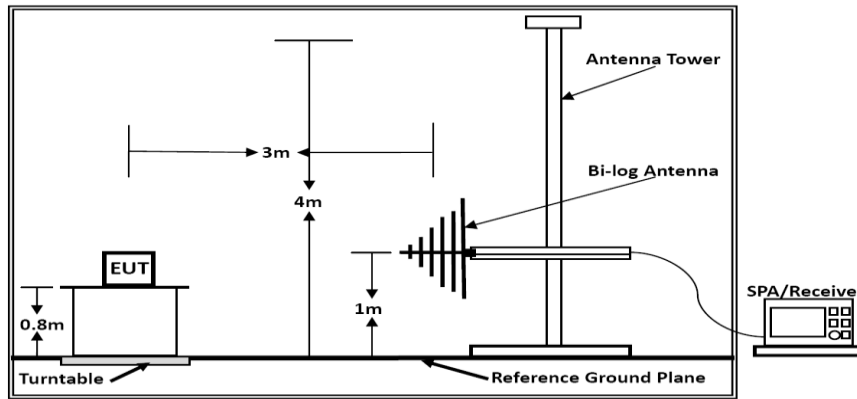 Antenna Tower
3m
Bi-log Antenna
4m
EUT
SPA/Receive
1m
0.8m
Turntable
Reference Ground Plane